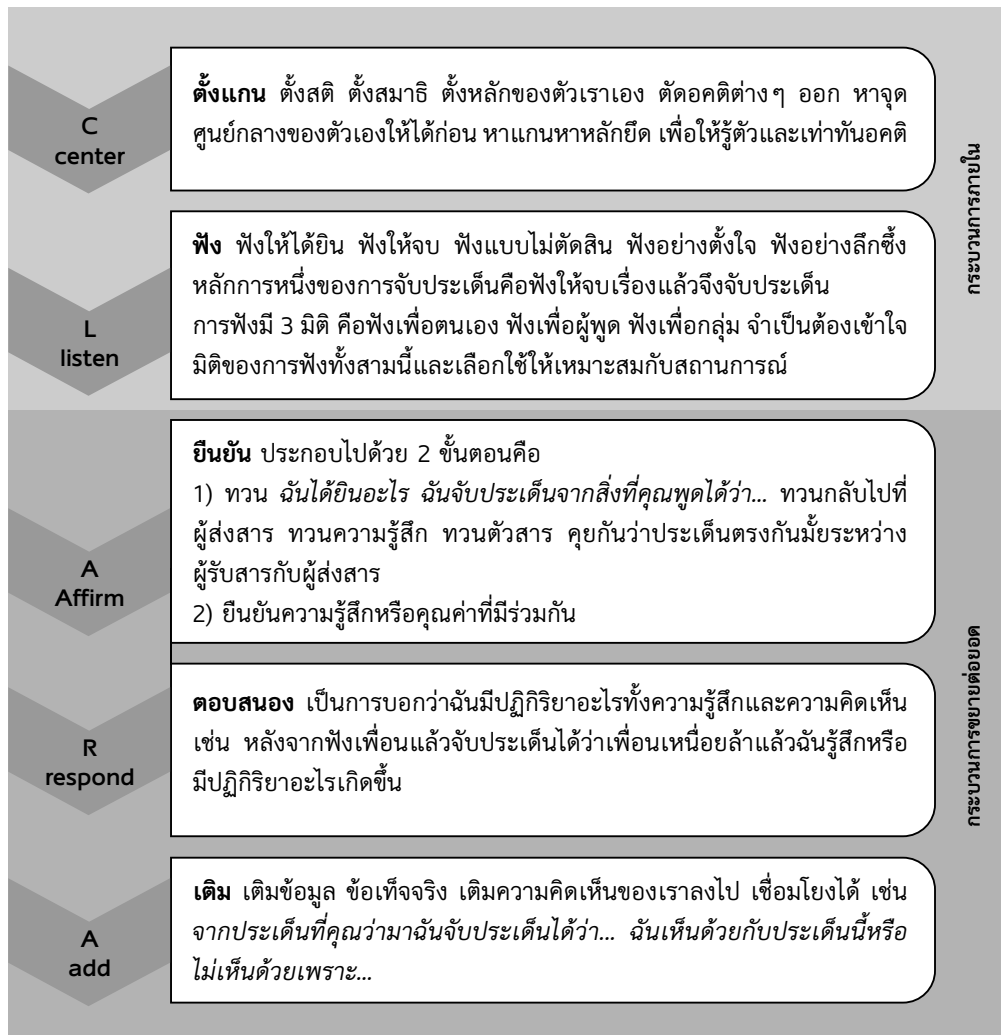 C
center
ตั้งแกน ตั้งสติ ตั้งสมาธิ ตั้งหลักของตัวเราเอง ตัดอคติต่างๆ ออก หาจุด
ศูนย์กลางของตัวเองให้ได้ก่อน หาแกนหาหลักยึด เพื่อให้รู้ตัวและเท่าทันอคติ
กระบวนการภายใน
L
listen
ฟัง ฟังให้ได้ยิน ฟังให้จบ ฟังแบบไม่ตัดสิน ฟังอย่างตั้งใจ ฟังอย่างลึกซึ้ง
หลักการหนึ่งของการจับประเด็นคือฟังให้จบเรื่องแล้วจึงจับประเด็น
การฟังมี 3 มิติ คือฟังเพื่อตนเอง ฟังเพื่อผู้พูด ฟังเพื่อกลุ่ม จำเป็นต้องเข้าใจ
มิติของการฟังทั้งสามนี้และเลือกใช้ให้เหมาะสมกับสถานการณ์
A
Affirm
ยืนยัน ประกอบไปด้วย 2 ขั้นตอนคือ
1) ทวน ฉันได้ยินอะไร ฉันจับประเด็นจากสิ่งที่คุณพูดได้ว่า... ทวนกลับไปที่
ผู้ส่งสาร ทวนความรู้สึก ทวนตัวสาร คุยกันว่าประเด็นตรงกันมั้ยระหว่าง
ผู้รับสารกับผู้ส่งสาร
2) ยืนยันความรู้สึกหรือคุณค่าที่มีร่วมกัน
กระบวนการขยายต่อยอด
R
respond
ตอบสนอง เป็นการบอกว่าฉันมีปฏิกิริยาอะไรทั้งความรู้สึกและความคิดเห็น
เช่น หลังจากฟังเพื่อนแล้วจับประเด็นได้ว่าเพื่อนเหนื่อยล้าแล้วฉันรู้สึกหรือ
มีปฏิกิริยาอะไรเกิดขึ้น
A
add
เติม เติมข้อมูล ข้อเท็จจริง เติมความคิดเห็นของเราลงไป เชื่อมโยงได้ เช่น
จากประเด็นที่คุณว่ามาฉันจับประเด็นได้ว่า... ฉันเห็นด้วยกับประเด็นนี้หรือ
ไม่เห็นด้วยเพราะ...